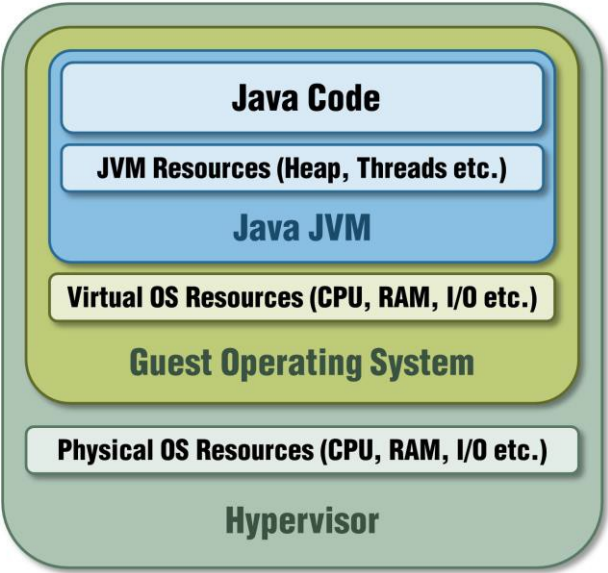 Java Code
JVM Resources (Heap, Threads etc.)
Java JVM
Virtual OS Resources (CPU, RAM, I/O etc.)
Guest Operating System
Physical OS Resources (CPU, RAM, I/O etc.)
Hypervisor